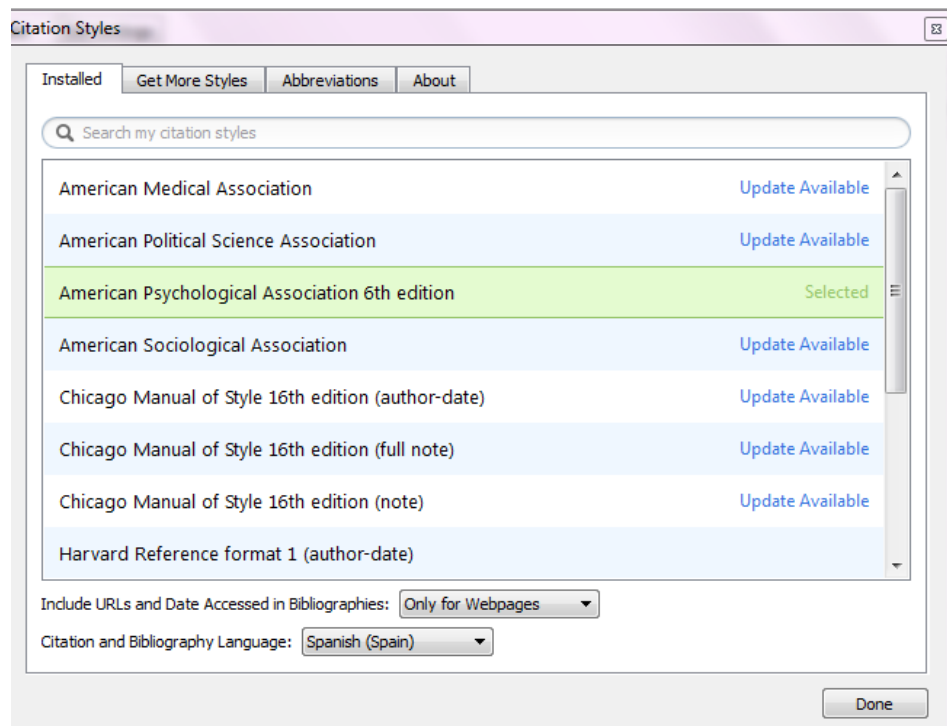 Citation Styles
Installed Get More Styles Abbreviations About
Search my citation styles
American Medical Association Update Available
American Political Science Association Update Available
American Psychological Association 6th edition Selected
American Sociological Association Update Available
Chicago Manual of Style 16th edition (author-date) Update Available
Chicago Manual of Style 16th edition (full note) Update Available
Chicago Manual of Style 16th edition (note) Update Available
Harvard Reference format 1 (author-date)
Include URLs and Date Accessed in Bibliographies: Only for Webpages
Citation and Bibliography Language: Spanish (Spain)
Done